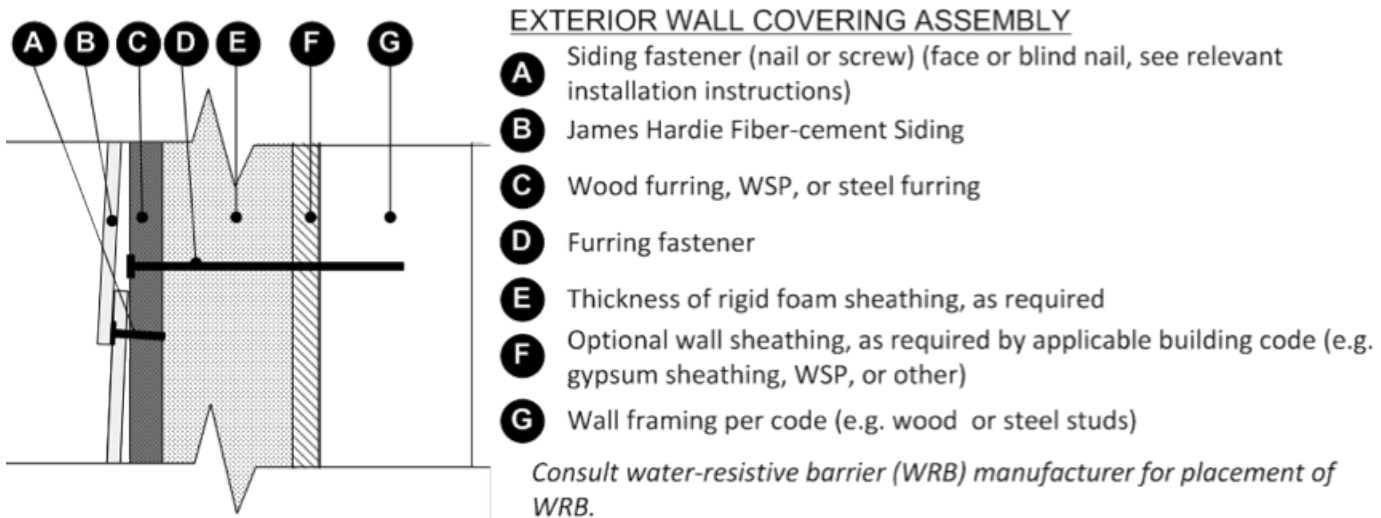 A B C D E F G
EXTERIOR WALL COVERING ASSEMBLY
A Siding fastener (nail or screw) (face or blind nail, see relevant
installation instructions)
B James Hardie Fiber-cement Siding
C Wood furring, WSP, or steel furring
D Furring fastener
E Thickness of rigid foam sheathing, as required
F Optional wall sheathing, as required by applicable building code (e.g.
gypsum sheathing, WSP, or other)
G Wall framing per code (e.g. wood or steel studs)
Consult water-resistive barrier (WRB) manufacturer for placement of
WRB.